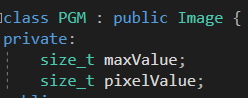 class PGM : public Image {
private:
    size_t maxValue;
    size_t pixelValue;